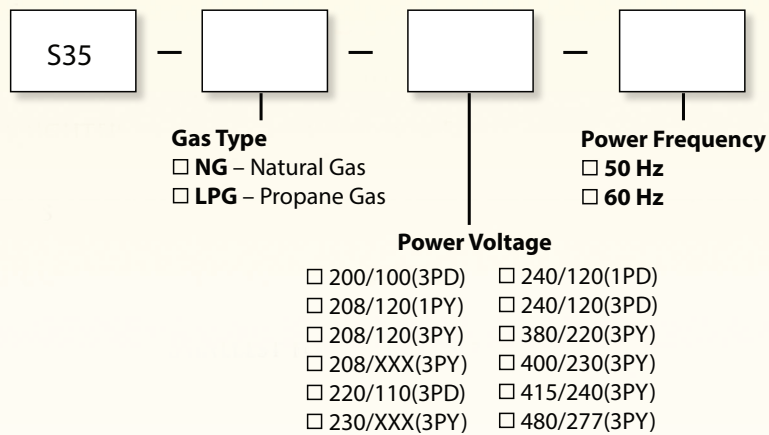 S35 – – –
Gas Type
☐ NG – Natural Gas
☐ LPG – Propane Gas
Power Frequency
☐ 50 Hz
☐ 60 Hz
Power Voltage
☐ 200/100(3PD) ☐ 240/120(1PD)
☐ 208/120(1PY) ☐ 240/120(3PD)
☐ 208/120(3PY) ☐ 380/220(3PY)
☐ 208/XXX(3PY) ☐ 400/230(3PY)
☐ 220/110(3PD) ☐ 415/240(3PY)
☐ 230/XXX(3PY) ☐ 480/277(3PY)